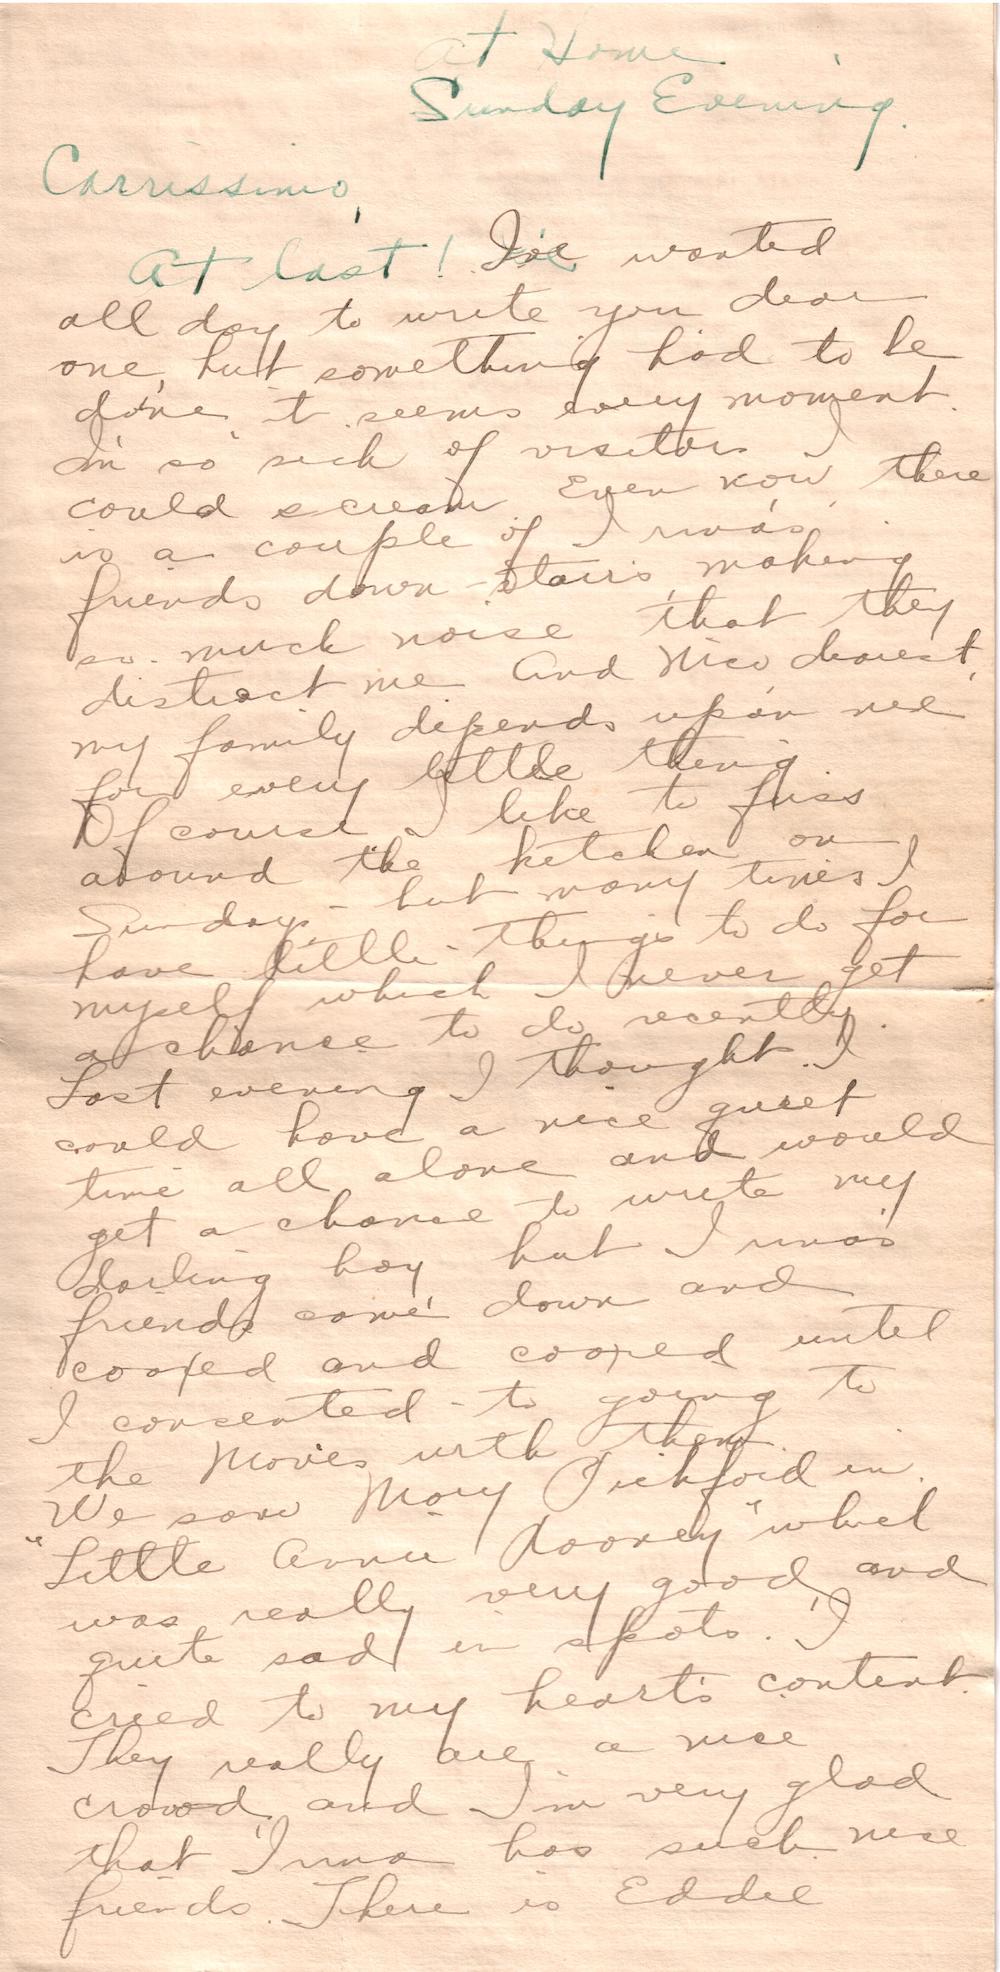 At Home
Sunday Evening.
Carrissimo,
At last! I've wanted
all day to write you dear
one, but something had to be
done, it seems every moment.
I'm so sick of visitors I
could scream. Even now, there
is a couple of Irma's
friends down-stairs, making
so much noise that they
distract me. And Nico, dearest,
my family depends upon me
for every little thing.
Of course I like to fuss
around the kitchen on
Sundays, - but many times I
have little things to do for
myself which I never get
a chance to do recently.
Last evening I thought I
could have a nice quiet
time all alone and would
get a chance to write my
darling boy but Irma's
friends came down and
coaxed and coaxed until
I consented to going to
the Movies with them.
We saw Mary Pickford in
"Little Annie Rooney" which
was really very good, and
quite sad in spots. I
cried to my heart's content.
They really are a nice
crowd, and I'm very glad
that Irma has such nice
friends. There is Eddie